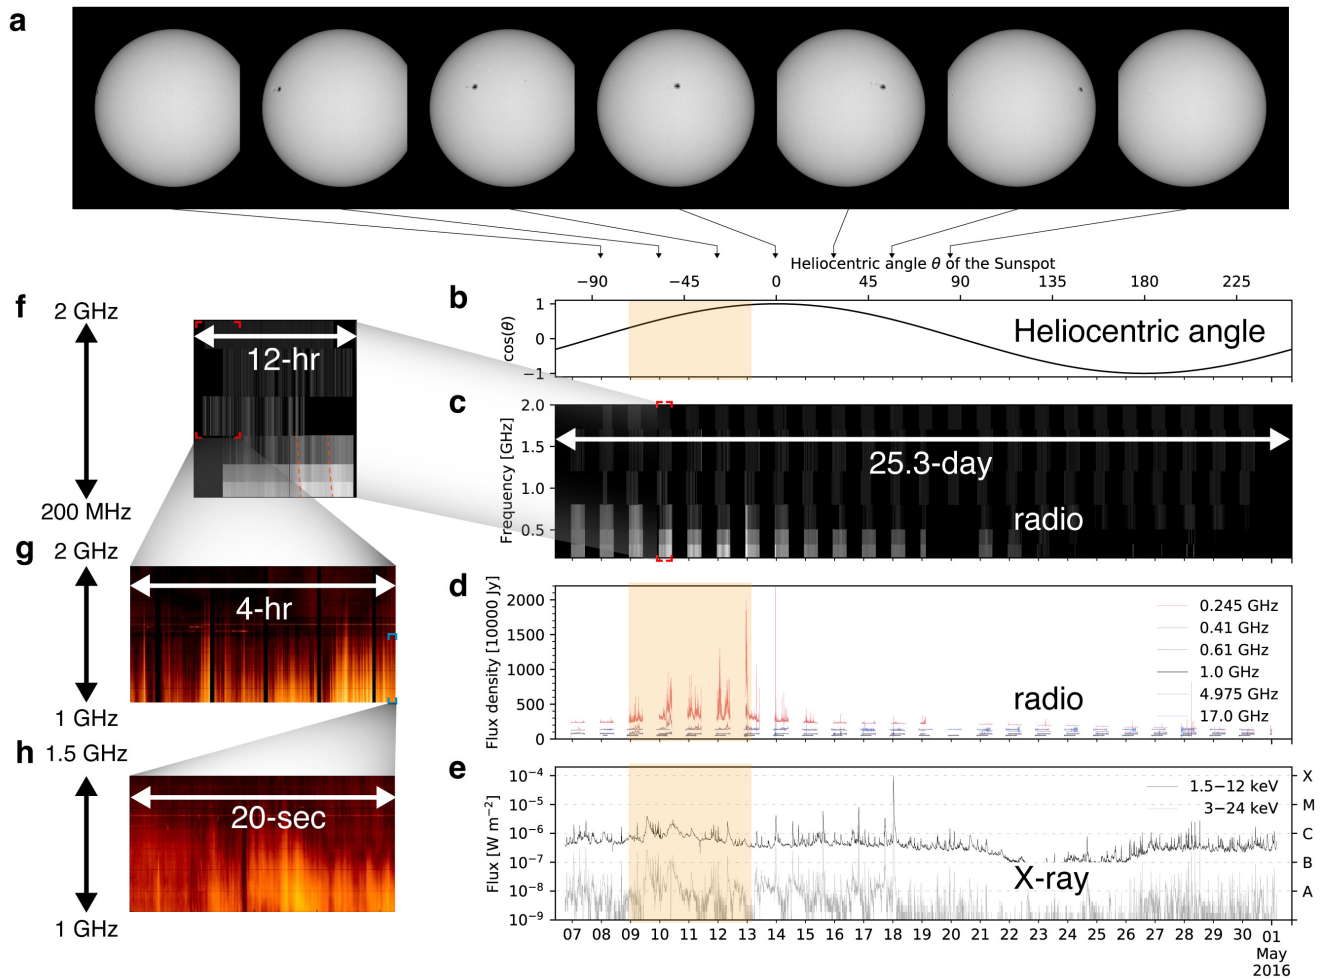 a
Heliocentric angle θ of the Sunspot
−90 −45 0 45 90 135 180 225
b
1
0
−1
cos(θ)
Heliocentric angle
f
2 GHz
12-hr
200 MHz
c
2.0
1.5
1.0
0.5
Frequency [GHz]
25.3-day
radio
g
2 GHz
4-hr
1 GHz
d
2000
1500
1000
500
0
Flux density [10000 Jy]
radio
0.245 GHz
0.41 GHz
0.61 GHz
1.0 GHz
4.975 GHz
17.0 GHz
h
1.5 GHz
20-sec
1 GHz
e
10⁻⁴
10⁻⁵
10⁻⁶
10⁻⁷
10⁻⁸
10⁻⁹
Flux [W m⁻²]
1.5−12 keV
3−24 keV
X-ray
X
M
C
B
A
07 08 09 10 11 12 13 14 15 16 17 18 19 20 21 22 23 24 25 26 27 28 29 30 01
May
2016